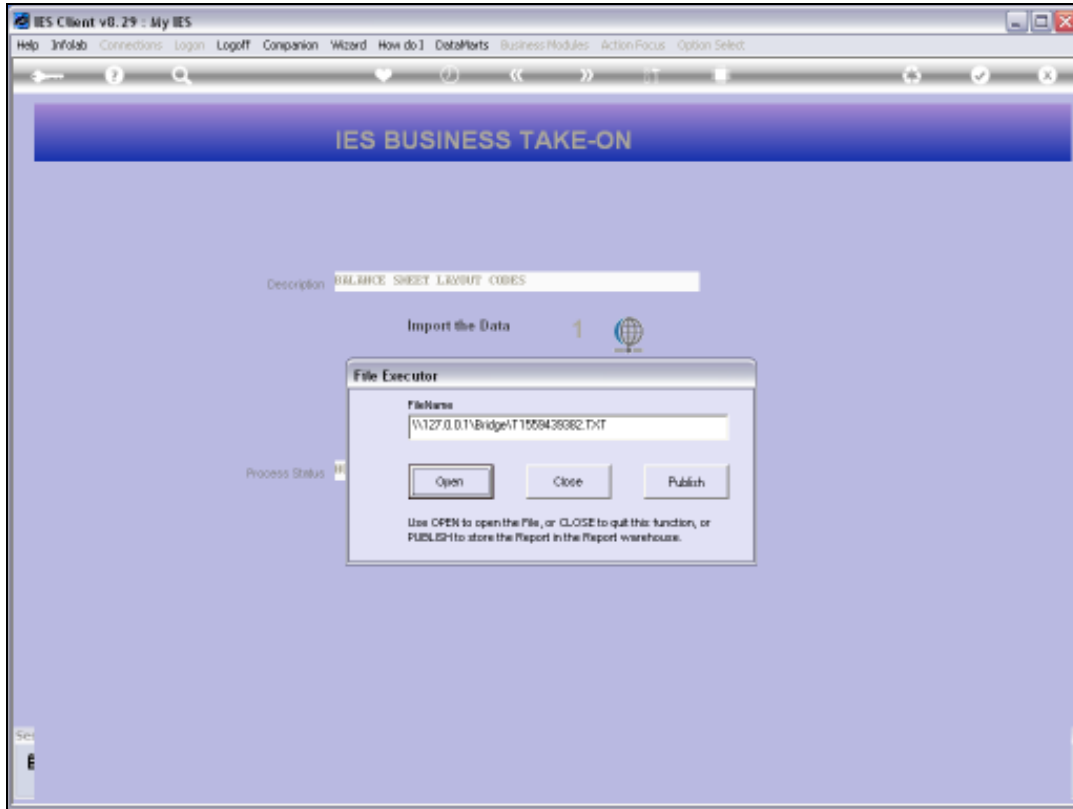 IES Client v8.29 : My IES
Help Infolab Connections Logon Logoff Companion Wizard How do I DataMarts Business Modules Action Focus Option Select
IES BUSINESS TAKE-ON
Description BALANCE SHEET LAYOUT CODES
Import the Data 1
File Executor
FileName
\\127.0.0.1\Bridge\T1559439382.TXT
Process Status
Open Close Publish
Use OPEN to open the File, or CLOSE to quit this function, or
PUBLISH to store the Report in the Report warehouse.